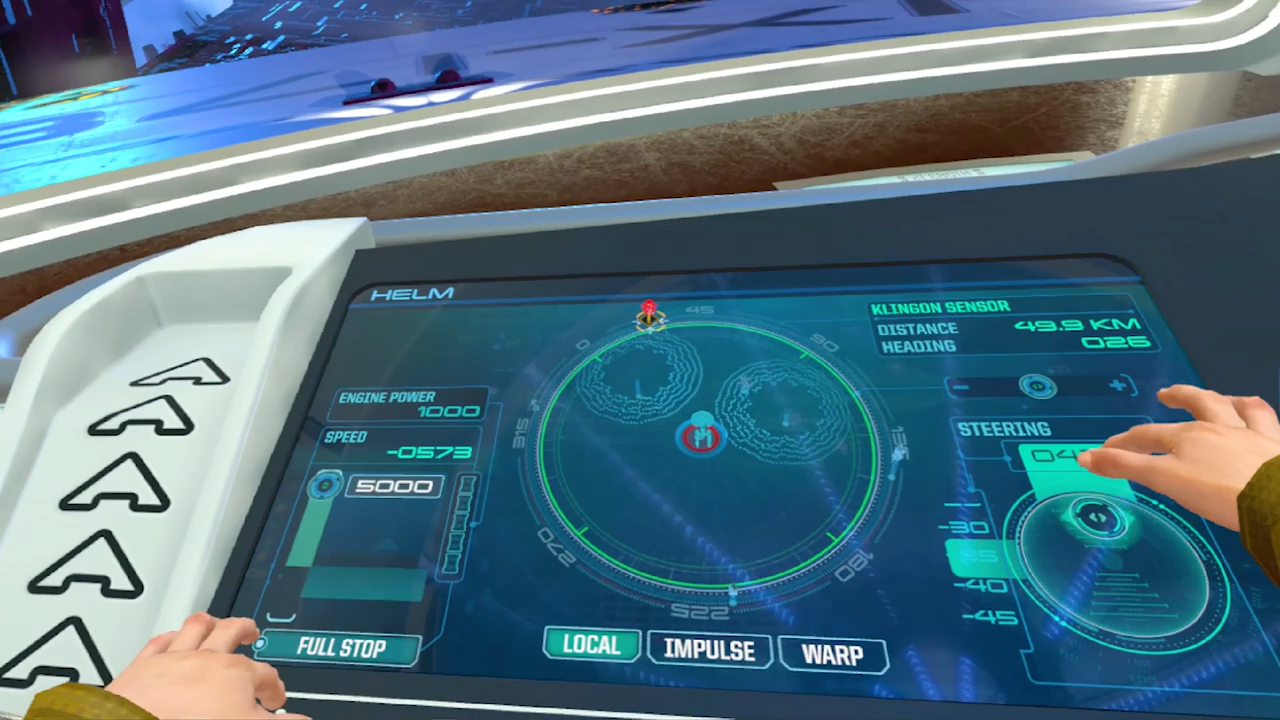 HELM
KLINGON SENSOR
DISTANCE 49.9 KM
HEADING 026
ENGINE POWER
1000
SPEED
-0573
5000
STEERING
-30
-40
-45
0
45
90
180
225
270
315
FULL STOP
LOCAL
IMPULSE
WARP